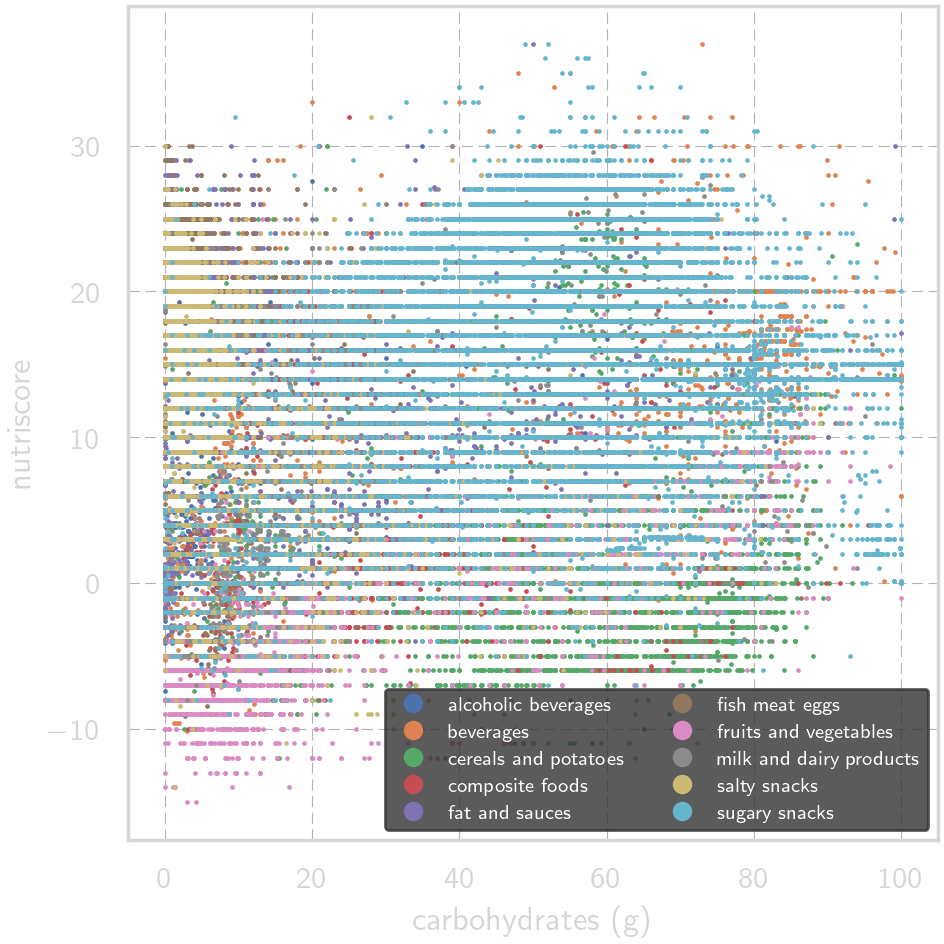 30
20
10
0
−10
nutriscore
0 20 40 60 80 100
carbohydrates (g)
alcoholic beverages
beverages
cereals and potatoes
composite foods
fat and sauces
fish meat eggs
fruits and vegetables
milk and dairy products
salty snacks
sugary snacks